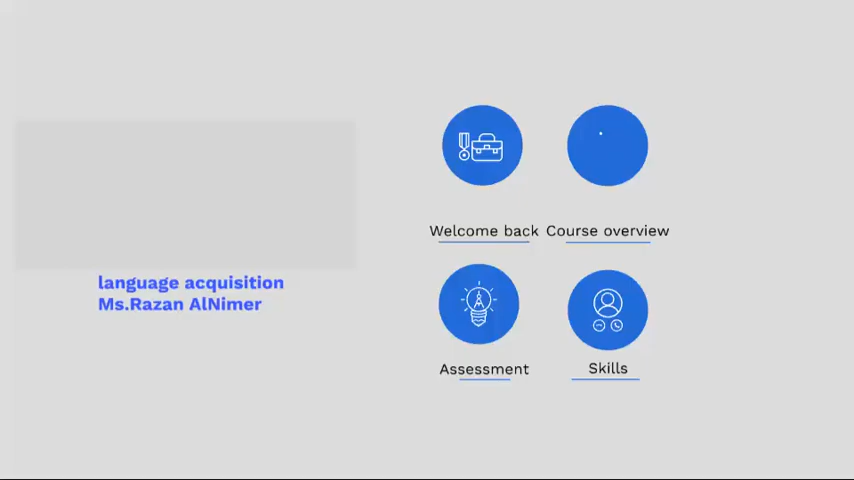 language acquisition
Ms.Razan AlNimer
Welcome back
Course overview
Assessment
Skills